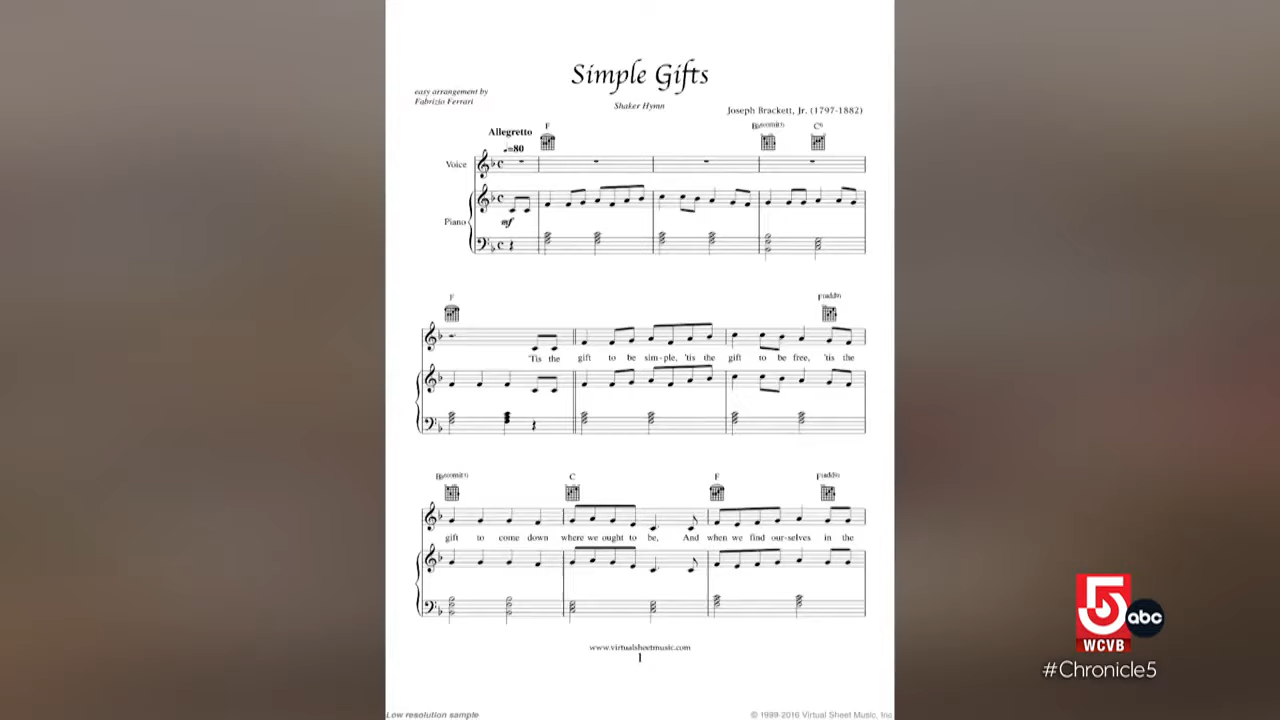 Simple Gifts
easy arrangement by
Fabrizio Ferrari
Shaker Hymn
Joseph Brackett, Jr. (1797-1882)
Allegretto
=80
F
C6
Voice
Piano
mf
F
F(add9)
'Tis the gift to be sim-ple, 'tis the gift to be free, 'tis the
C
F
F(add9)
gift to come down where we ought to be, And when we find our-selves in the
www.virtualsheetmusic.com
1
Low resolution sample
© 1999-2016 Virtual Sheet Music, Inc
5
abc
WCVB
#Chronicle5